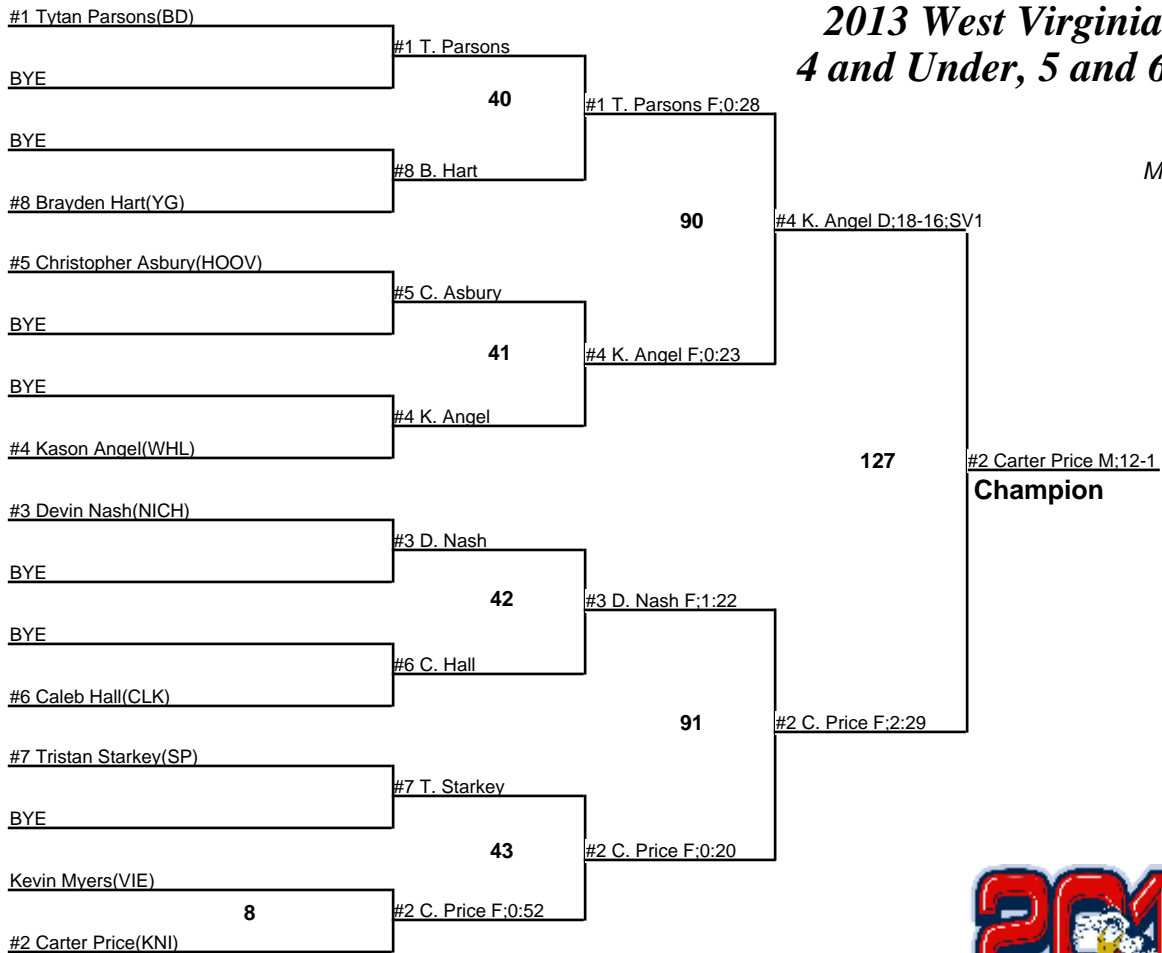 2013 West Virginia
4 and Under, 5 and 6
M
#1 Tytan Parsons(BD)
#1 T. Parsons
BYE
40
#1 T. Parsons F;0:28
BYE
#8 B. Hart
#8 Brayden Hart(YG)
90
#4 K. Angel D;18-16;SV1
#5 Christopher Asbury(HOOV)
#5 C. Asbury
BYE
41
#4 K. Angel F;0:23
BYE
#4 K. Angel
#4 Kason Angel(WHL)
127
#2 Carter Price M;12-1
Champion
#3 Devin Nash(NICH)
#3 D. Nash
BYE
42
#3 D. Nash F;1:22
BYE
#6 C. Hall
#6 Caleb Hall(CLK)
91
#2 C. Price F;2:29
#7 Tristan Starkey(SP)
#7 T. Starkey
BYE
43
#2 C. Price F;0:20
Kevin Myers(VIE)
8
#2 C. Price F;0:52
#2 Carter Price(KNI)
201